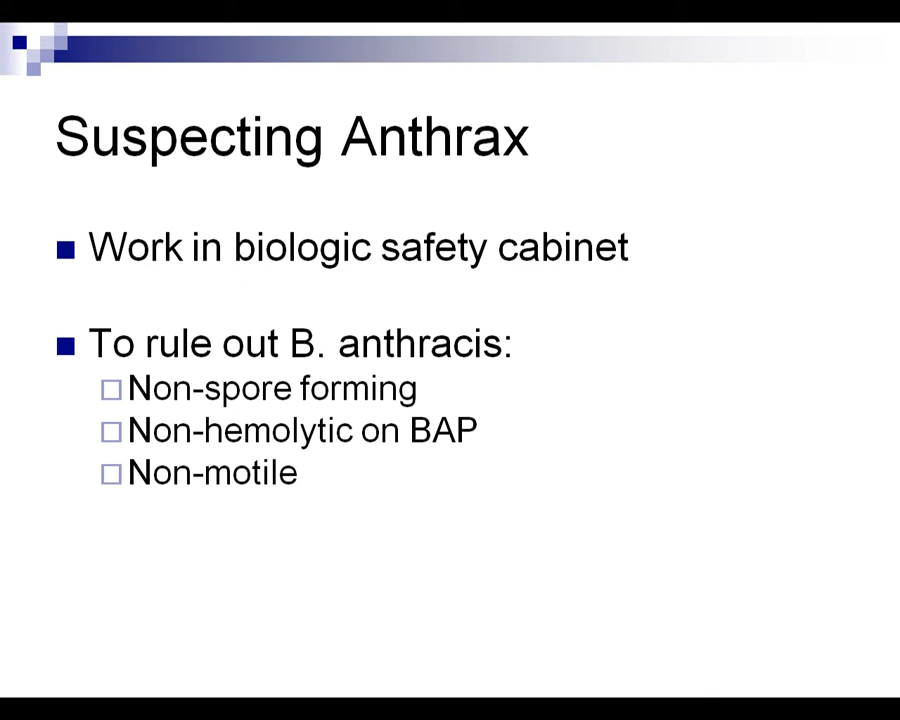 Suspecting Anthrax
Work in biologic safety cabinet
To rule out B. anthracis:
Non-spore forming
Non-hemolytic on BAP
Non-motile